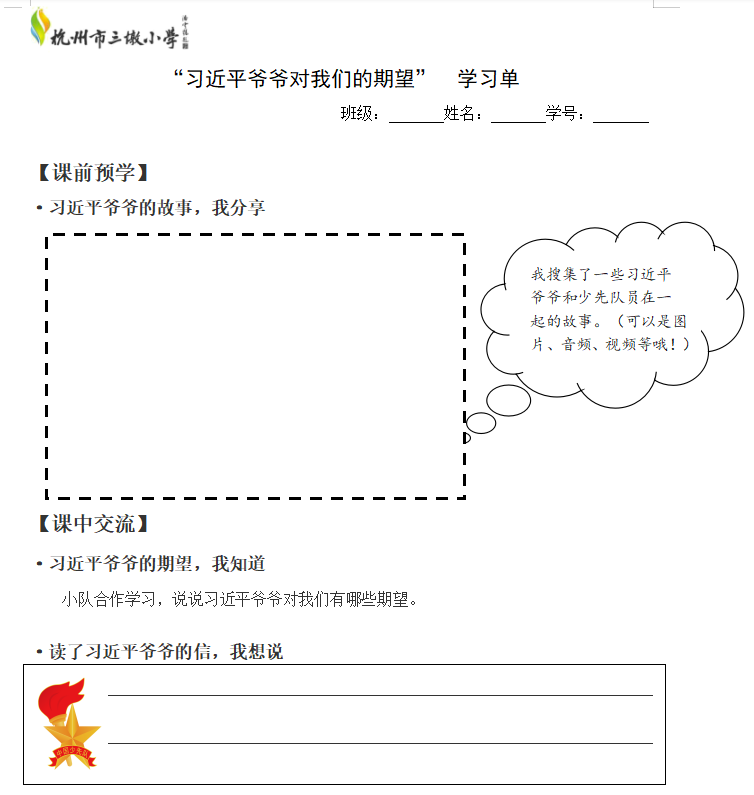 杭州市三墩小学
“习近平爷爷对我们的期望” 学习单
班级：______姓名：______学号：______
【课前预学】
·习近平爷爷的故事，我分享
我搜集了一些习近平
爷爷和少先队员在一
起的故事。（可以是图
片、音频、视频等哦！）
【课中交流】
·习近平爷爷的期望，我知道
小队合作学习，说说习近平爷爷对我们有哪些期望。
·读了习近平爷爷的信，我想说
中国少先队